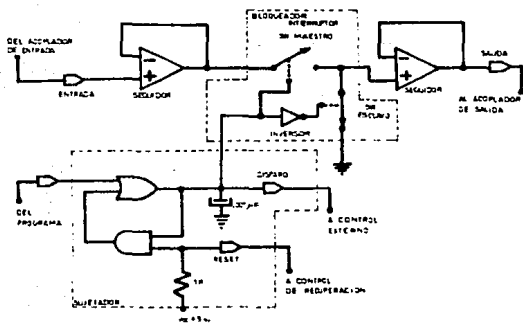 BLOQUEADOR
INTERRUPTOR
SW MAESTRO
DEL ACOPLADOR
DE ENTRADA
ENTRADA
SEGUIDOR
SALIDA
SEGUIDOR
AL ACOPLADOR
DE SALIDA
INVERSOR
SW
ESCLAVO
DISPARO
DEL
PROGRAMA
A CONTROL
EXTERNO
RESET
A CONTROL
DE RECUPERACION
SUJETADOR